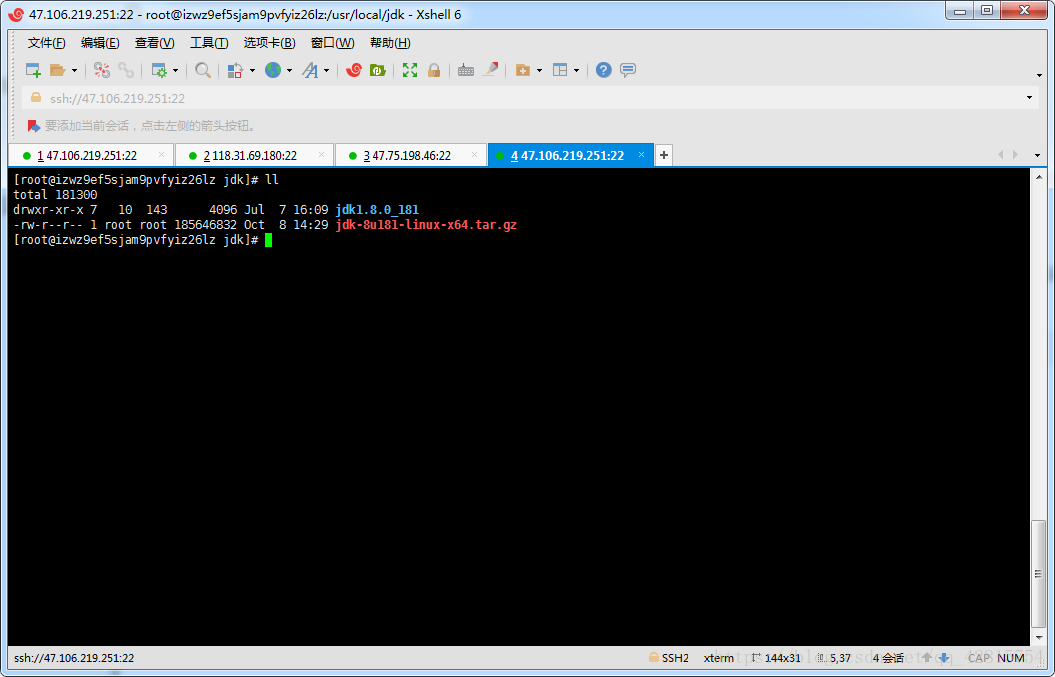 47.106.219.251:22 - root@izwz9ef5sjam9pvfyiz26lz:/usr/local/jdk - Xshell 6
文件(F) 编辑(E) 查看(V) 工具(T) 选项卡(B) 窗口(W) 帮助(H)
ssh://47.106.219.251:22
要添加当前会话，点击左侧的箭头按钮。
1 47.106.219.251:22 × 2 118.31.69.180:22 × 3 47.75.198.46:22 × 4 47.106.219.251:22 × +
[root@izwz9ef5sjam9pvfyiz26lz jdk]# ll
total 181300
drwxr-xr-x 7   10  143      4096 Jul  7 16:09 jdk1.8.0_181
-rw-r--r-- 1 root root 185646832 Oct  8 14:29 jdk-8u181-linux-x64.tar.gz
[root@izwz9ef5sjam9pvfyiz26lz jdk]#
ssh://47.106.219.251:22 SSH2 xterm 144x31 5,37 4 会话 CAP NUM